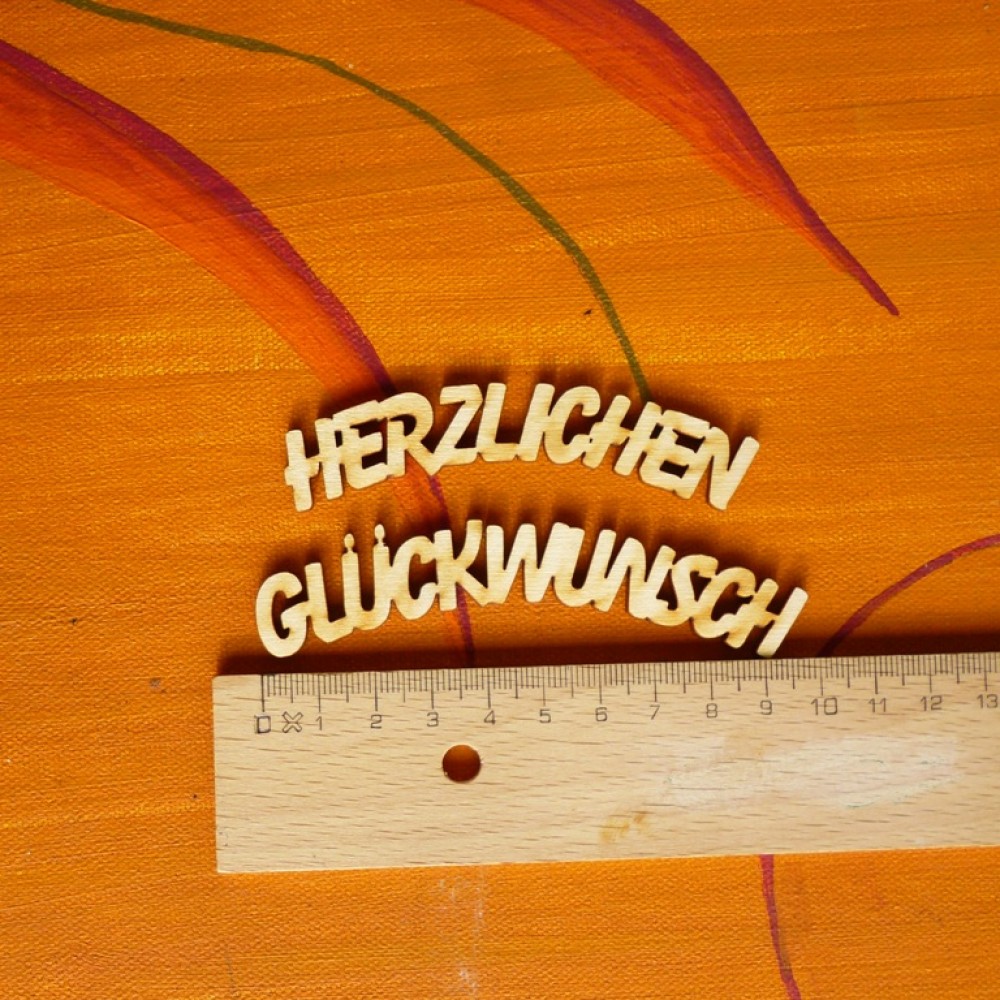 HERZLICHEN
GLÜCKWUNSCH
0 1 2 3 4 5 6 7 8 9 10 11 12 13